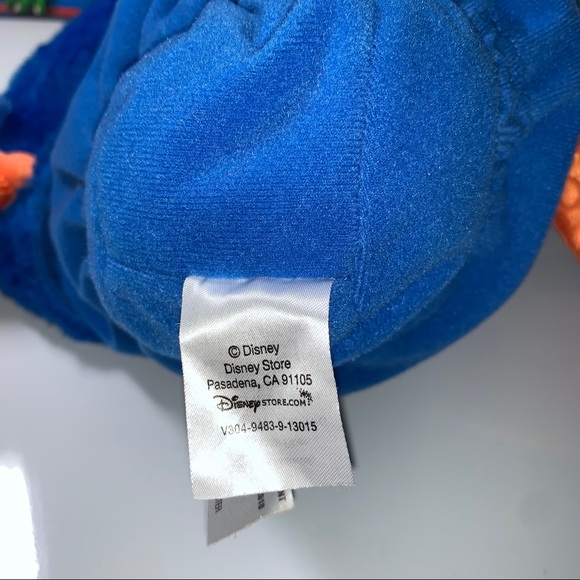 © Disney
Disney Store
Pasadena, CA 91105
DisneySTORE.COM
V304-9483-9-13015